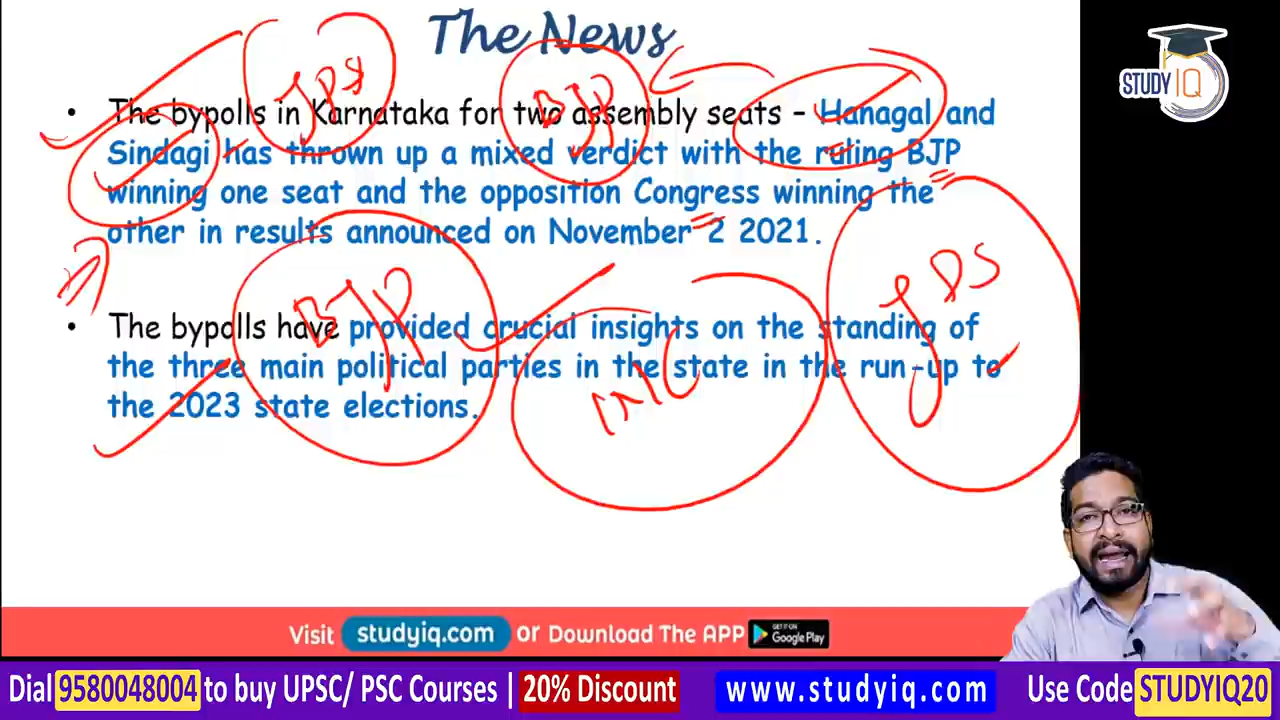 The News
STUDY IQ
• The bypolls in Karnataka for two assembly seats – Hanagal and
Sindagi has thrown up a mixed verdict with the ruling BJP
winning one seat and the opposition Congress winning the
other in results announced on November 2 2021.
JDS
BJP
• The bypolls have provided crucial insights on the standing of
the three main political parties in the state in the run-up to
the 2023 state elections.
BJP
INC
JDS
Visit studyiq.com or Download The APP GET IT ON Google Play
Dial 9580048004 to buy UPSC/ PSC Courses | 20% Discount www.studyiq.com Use Code STUDYIQ20